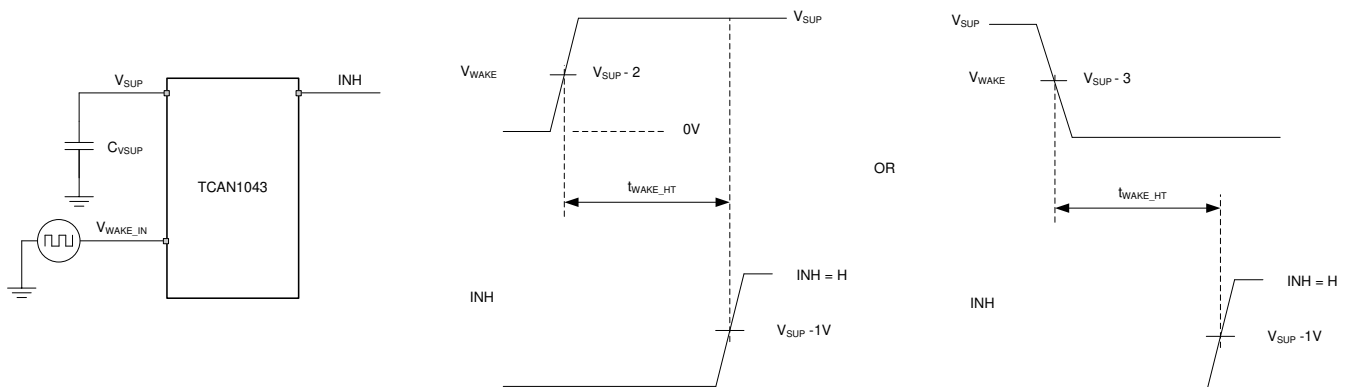 VSUP
INH
CVSUP
TCAN1043
VWAKE_IN
VSUP
VWAKE
VSUP - 2
0V
tWAKE_HT
INH
INH = H
VSUP -1V
OR
VSUP
VWAKE
VSUP - 3
tWAKE_HT
INH
INH = H
VSUP -1V